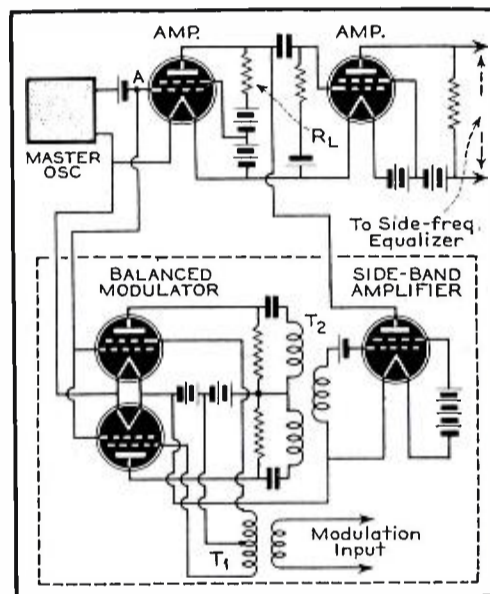 AMP.
AMP.
A
MASTER
OSC
RL
To Side-freq.
Equalizer
BALANCED
MODULATOR
SIDE-BAND
AMPLIFIER
T2
T1
Modulation
Input